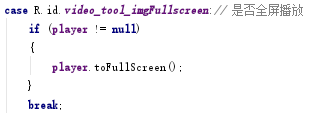 case R.id.video_tool_imgFullscreen:// 是否全屏播放
if (player != null)
{
player.toFullScreen();
}
break;